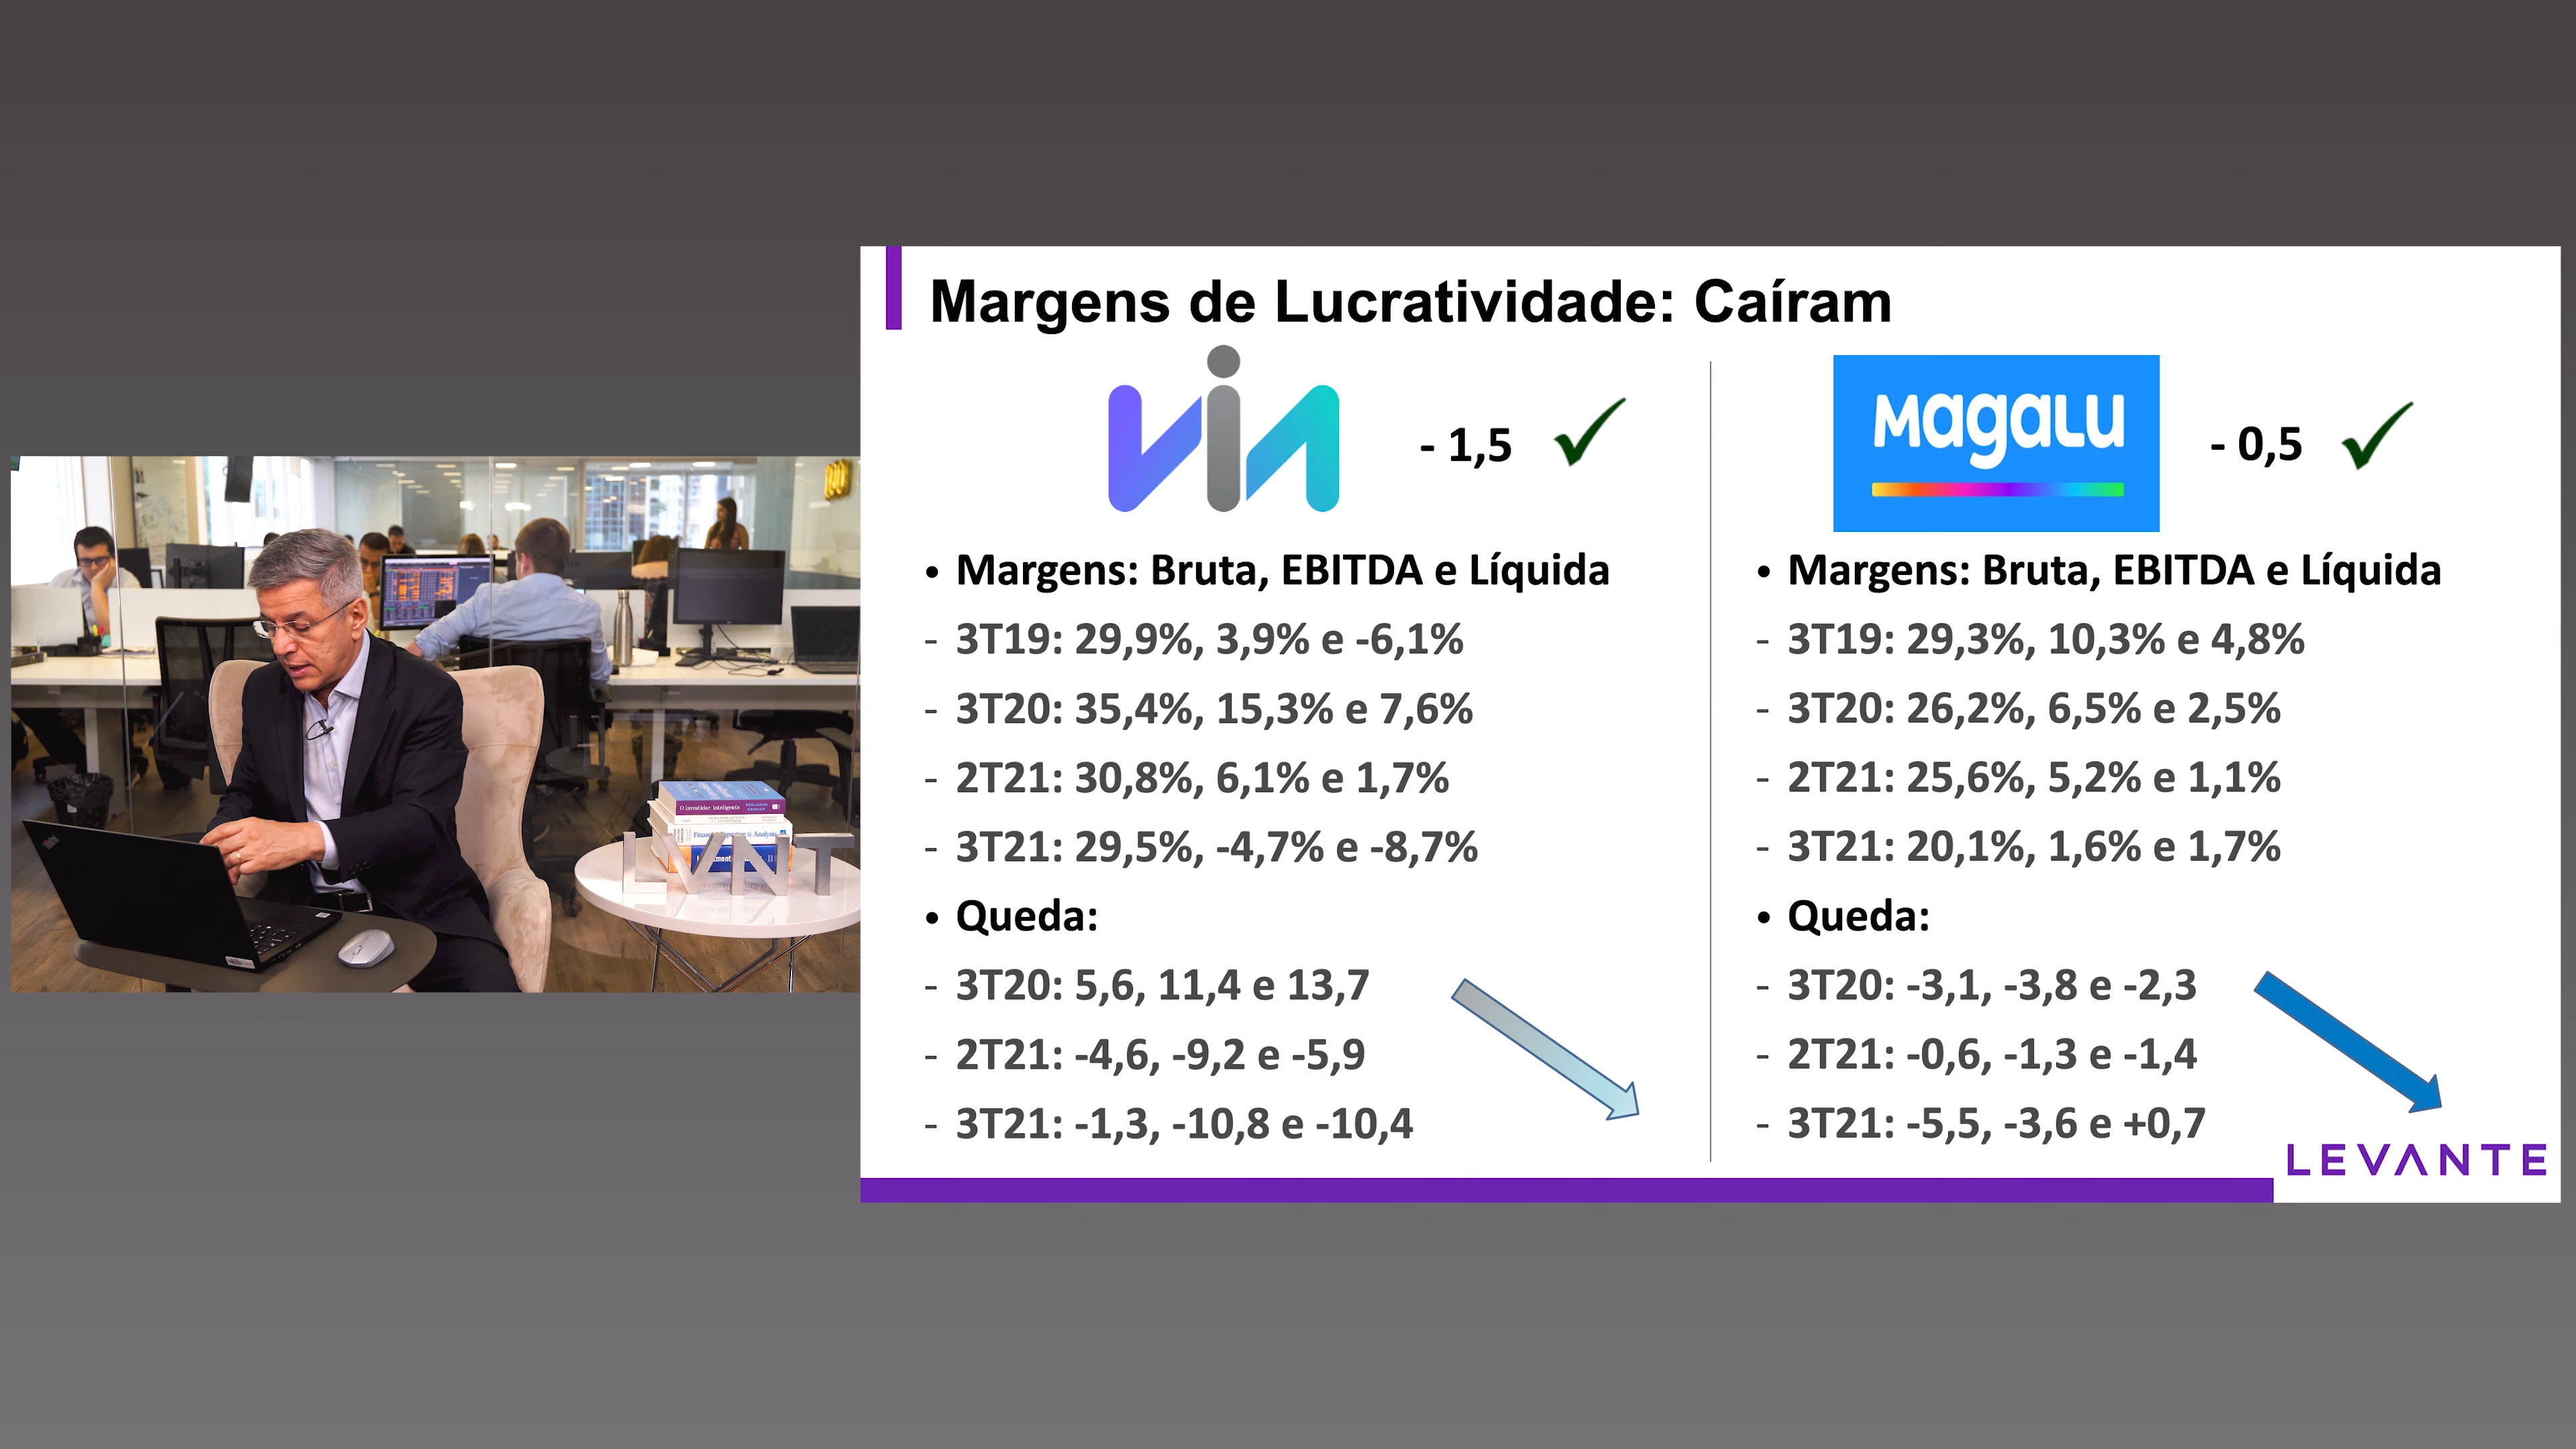 Margens de Lucratividade: Caíram
via
- 1,5
• Margens: Bruta, EBITDA e Líquida
- 3T19: 29,9%, 3,9% e -6,1%
- 3T20: 35,4%, 15,3% e 7,6%
- 2T21: 30,8%, 6,1% e 1,7%
- 3T21: 29,5%, -4,7% e -8,7%
• Queda:
- 3T20: 5,6, 11,4 e 13,7
- 2T21: -4,6, -9,2 e -5,9
- 3T21: -1,3, -10,8 e -10,4
Magalu
- 0,5
• Margens: Bruta, EBITDA e Líquida
- 3T19: 29,3%, 10,3% e 4,8%
- 3T20: 26,2%, 6,5% e 2,5%
- 2T21: 25,6%, 5,2% e 1,1%
- 3T21: 20,1%, 1,6% e 1,7%
• Queda:
- 3T20: -3,1, -3,8 e -2,3
- 2T21: -0,6, -1,3 e -1,4
- 3T21: -5,5, -3,6 e +0,7
LEVANTE
O investidor inteligente
LVNT